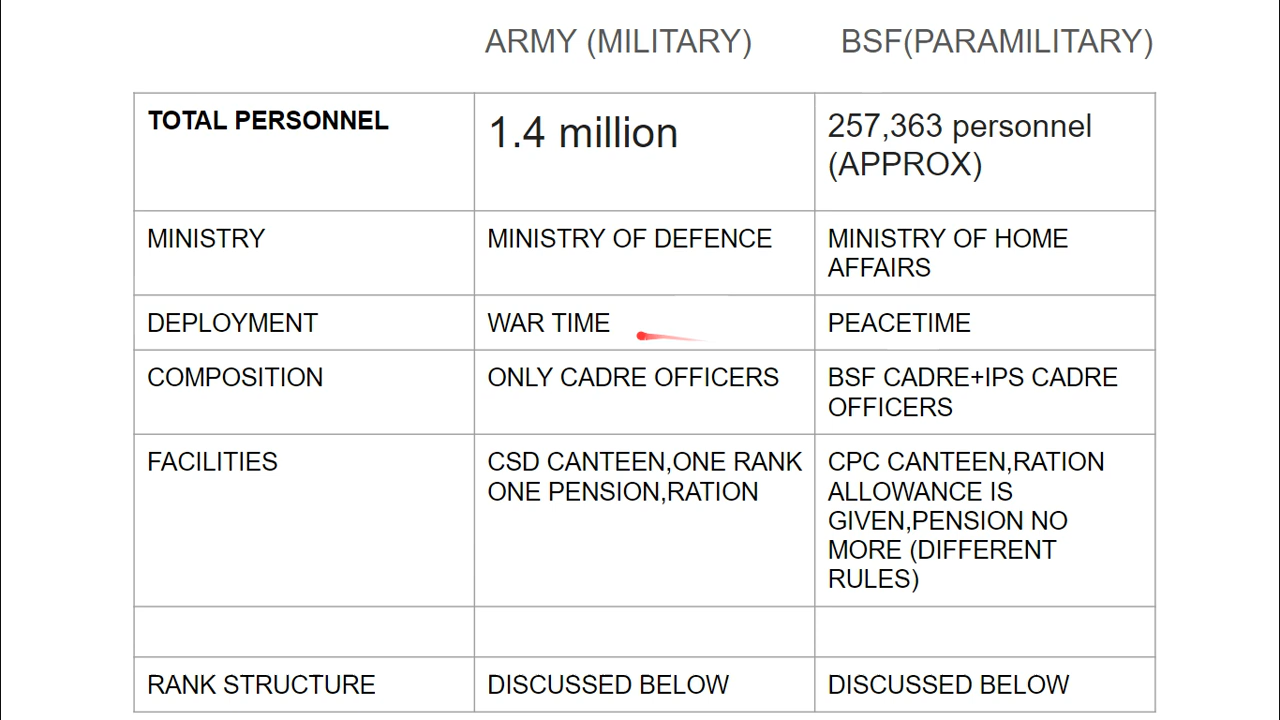 ARMY (MILITARY) BSF(PARAMILITARY)
TOTAL PERSONNEL
1.4 million
257,363 personnel
(APPROX)
MINISTRY
MINISTRY OF DEFENCE
MINISTRY OF HOME
AFFAIRS
DEPLOYMENT
WAR TIME
PEACETIME
COMPOSITION
ONLY CADRE OFFICERS
BSF CADRE+IPS CADRE
OFFICERS
FACILITIES
CSD CANTEEN,ONE RANK
ONE PENSION,RATION
CPC CANTEEN,RATION
ALLOWANCE IS
GIVEN,PENSION NO
MORE (DIFFERENT
RULES)
RANK STRUCTURE
DISCUSSED BELOW
DISCUSSED BELOW